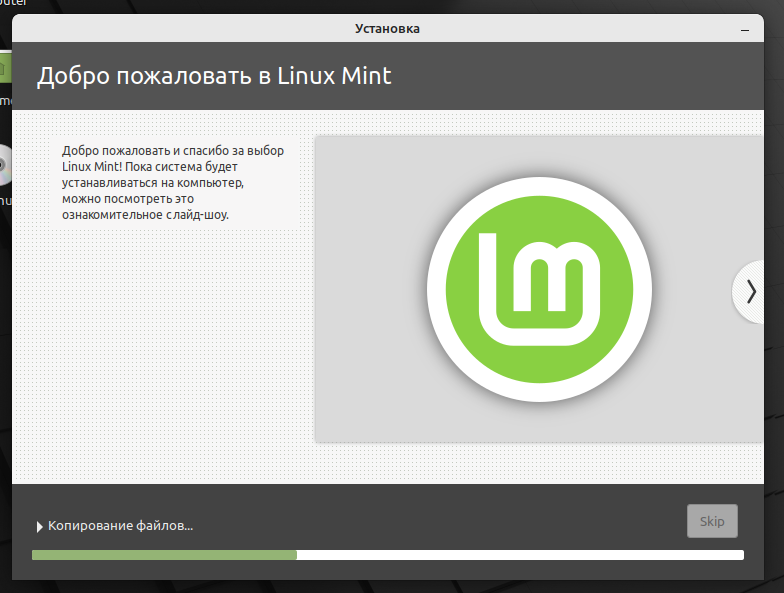 Установка
Добро пожаловать в Linux Mint
Добро пожаловать и спасибо за выбор
Linux Mint! Пока система будет
устанавливаться на компьютер,
можно посмотреть это
ознакомительное слайд-шоу.
Копирование файлов...
Skip